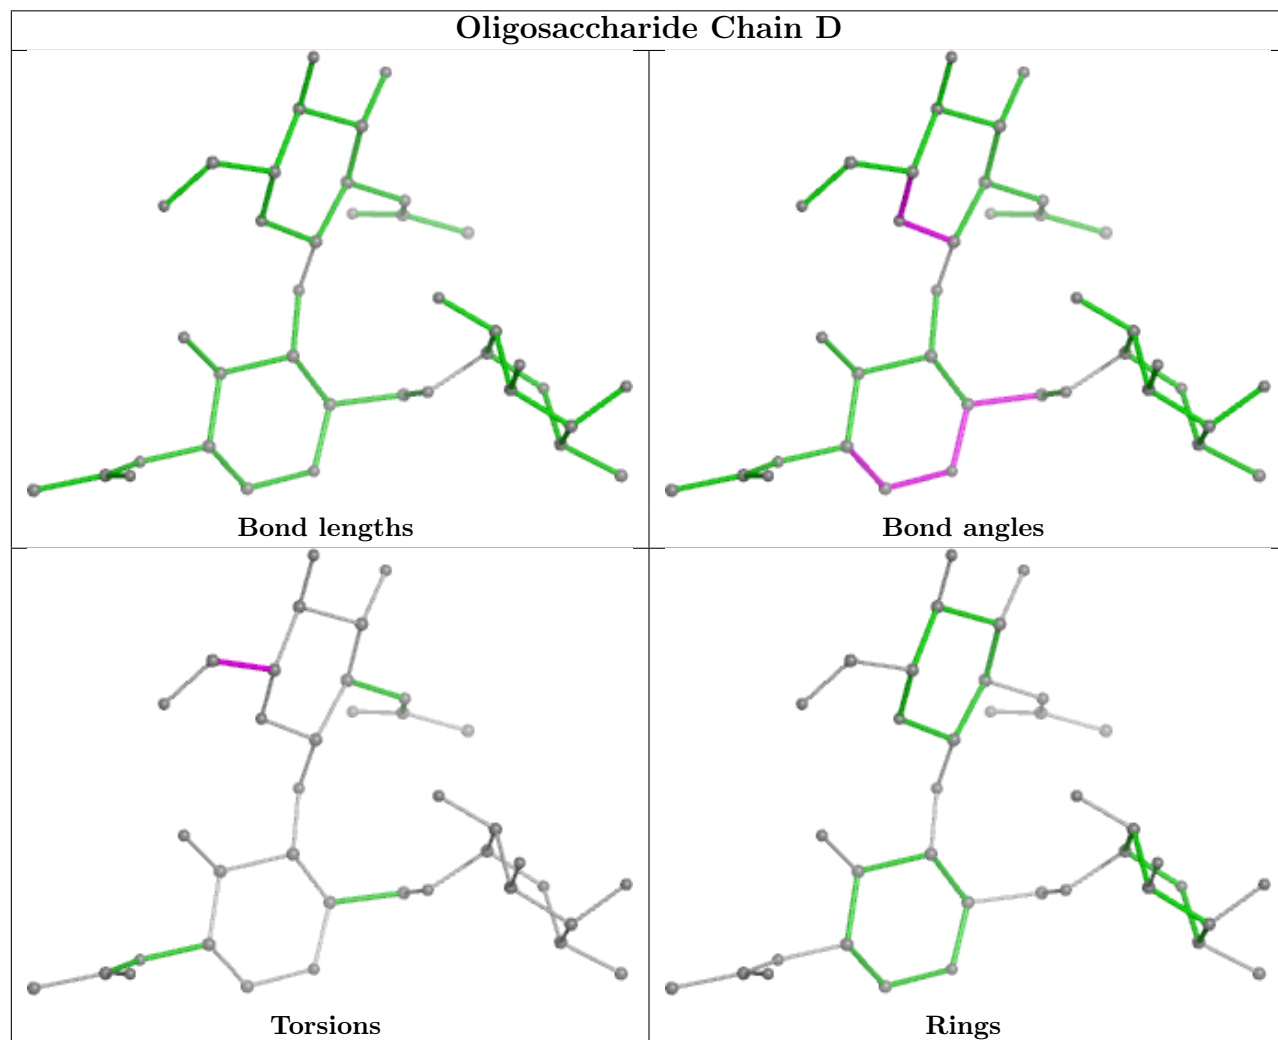 Oligosaccharide Chain D
Bond lengths
Bond angles
Torsions
Rings